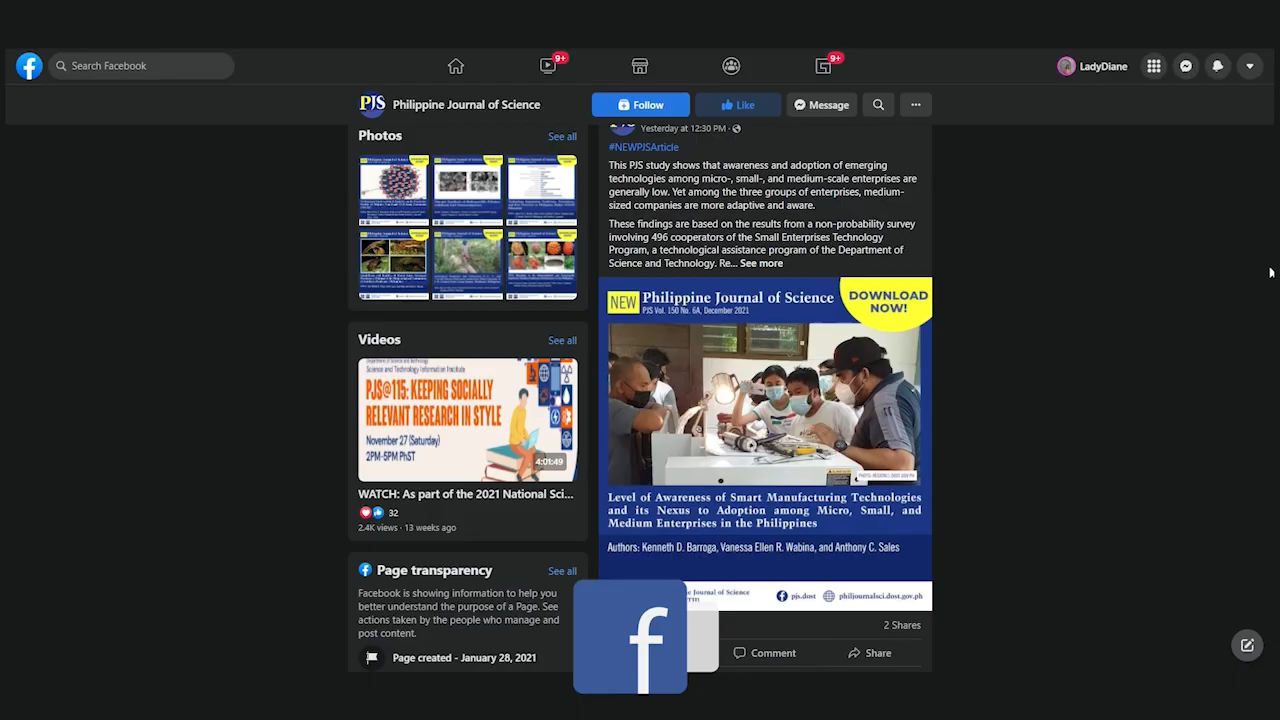 Search Facebook
9+
9+
LadyDiane
PJS
Philippine Journal of Science
Follow
Like
Message
Photos
See all
Videos
See all
Science and Technology Information Institute
PJS@115: KEEPING SOCIALLY
RELEVANT RESEARCH IN STYLE
November 27 (Saturday)
2PM-5PM PhST
4:01:49
WATCH: As part of the 2021 National Sci...
32
2.4K views · 13 weeks ago
Page transparency
See all
Facebook is showing information to help you
better understand the purpose of a Page. See
actions taken by the people who manage and
post content.
Page created - January 28, 2021
Yesterday at 12:30 PM ·
#NEWPJSArticle
This PJS study shows that awareness and adoption of emerging
technologies among micro-, small-, and medium-scale enterprises are
generally low. Yet among the three groups of enterprises, medium-
sized companies are more adaptive and aware.
These findings are based on the results from a non-probability survey
involving 496 cooperators of the Small Enterprises Technology
Program, a technological assistance program of the Department of
Science and Technology. Re... See more
NEW
Philippine Journal of Science
PJS Vol. 150 No. 6A, December 2021
DOWNLOAD
NOW!
Level of Awareness of Smart Manufacturing Technologies
and its Nexus to Adoption among Micro, Small, and
Medium Enterprises in the Philippines
Authors: Kenneth D. Barroga, Vanessa Ellen R. Wabina, and Anthony C. Sales
Journal of Science
pjs.dost
philjournalsci.dost.gov.ph
2 Shares
Comment
Share
f